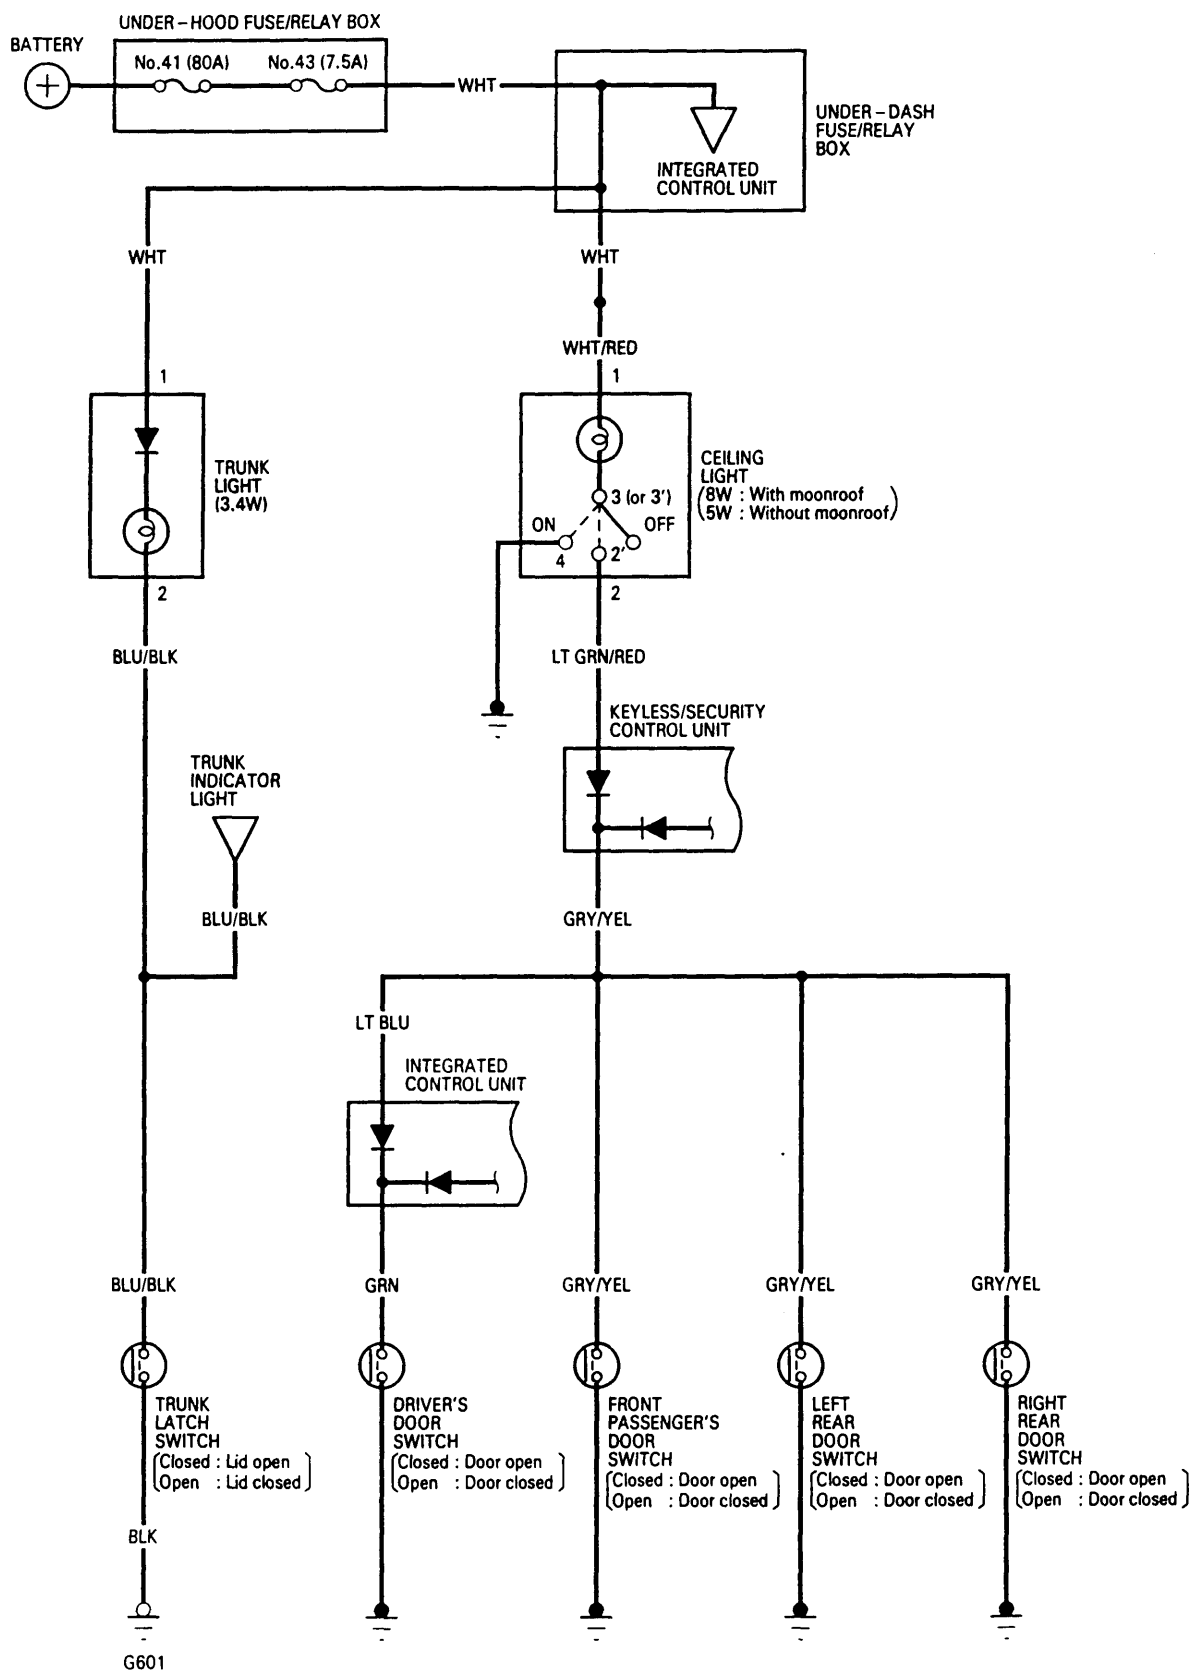 UNDER-HOOD FUSE/RELAY BOX
BATTERY
No.41 (80A)
No.43 (7.5A)
+
WHT
UNDER-DASH
FUSE/RELAY
BOX
INTEGRATED
CONTROL UNIT
WHT
WHT
WHT/RED
1
1
TRUNK
LIGHT
(3.4W)
CEILING
LIGHT
(8W : With moonroof
5W : Without moonroof)
3 (or 3')
ON
OFF
4
2'
2
2
BLU/BLK
LT GRN/RED
KEYLESS/SECURITY
CONTROL UNIT
TRUNK
INDICATOR
LIGHT
BLU/BLK
GRY/YEL
LT BLU
INTEGRATED
CONTROL UNIT
BLU/BLK
GRN
GRY/YEL
GRY/YEL
GRY/YEL
TRUNK
LATCH
SWITCH
(Closed : Lid open
Open : Lid closed)
DRIVER'S
DOOR
SWITCH
(Closed : Door open
Open : Door closed)
FRONT
PASSENGER'S
DOOR
SWITCH
(Closed : Door open
Open : Door closed)
LEFT
REAR
DOOR
SWITCH
(Closed : Door open
Open : Door closed)
RIGHT
REAR
DOOR
SWITCH
(Closed : Door open
Open : Door closed)
BLK
G601